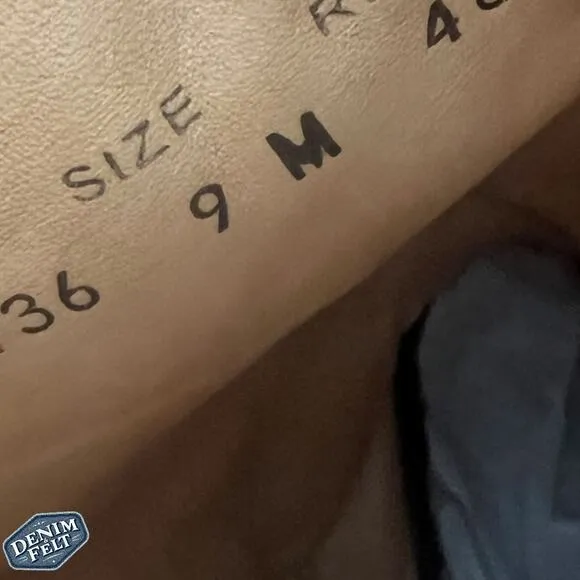 SIZE
36 9 M
DENIM
& FELT